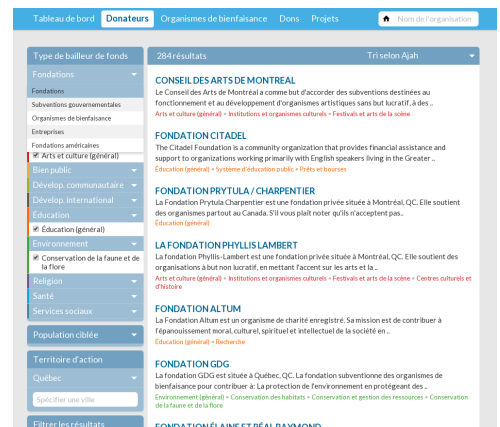 Tableau de bord Donateurs Organismes de bienfaisance Dons Projets Nom de l'organisation
Type de bailleur de fonds
Fondations
Fondations
Subventions gouvernementales
Organismes de bienfaisance
Entreprises
Fondations américaines
Arts et culture (général)
Bien public
Dévelop. communautaire
Dévelop. international
Éducation
Éducation (général)
Environnement
Conservation de la faune et de
la flore
Religion
Santé
Services sociaux
Population ciblée
Territoire d'action
Québec
Spécifier une ville
Filtrer les résultats
284 résultats Tri selon Ajah
CONSEIL DES ARTS DE MONTREAL
Le Conseil des Arts de Montréal a comme but d'accorder des subventions destinées au
fonctionnement et au développement d'organismes artistiques sans but lucratif, à des ..
Arts et culture (général) • Institutions et organismes culturels • Festivals et arts de la scène
FONDATION CITADEL
The Citadel Foundation is a community organization that provides financial assistance and
support to organizations working primarily with English speakers living in the Greater ..
Éducation (général) • Système d'éducation public • Prêts et bourses
FONDATION PRYTULA / CHARPENTIER
La Fondation Prytula Charpentier est une fondation privée située à Montréal, QC. Elle soutient
des organismes partout au Canada. S'il vous plaît noter qu'ils n'acceptent pas..
Éducation (général)
LA FONDATION PHYLLIS LAMBERT
La fondation Phyllis-Lambert est une fondation privée située à Montréal, QC. Elle soutient des
organisations à but non lucratif, en mettant l'accent sur les arts et la ..
Arts et culture (général) • Institutions et organismes culturels • Festivals et arts de la scène • Centres culturels et
d'histoire
FONDATION ALTUM
La Fondation Altum est un organisme de charité enregistré. Sa mission est de contribuer à
l'épanouissement moral, culturel, spirituel et intellectuel de la société en ..
Éducation (général) • Recherche
FONDATION GDG
La fondation GDG est située à Québec, QC. La fondation subventionne des organismes de
bienfaisance pour contribuer à: La protection de l'environnement en protégeant des ..
Environnement (général) • Conservation des habitats • Conservation et gestion des ressources • Conservation
de la faune et de la flore
FONDATION ÉLAINE ET RÉAL RAYMOND